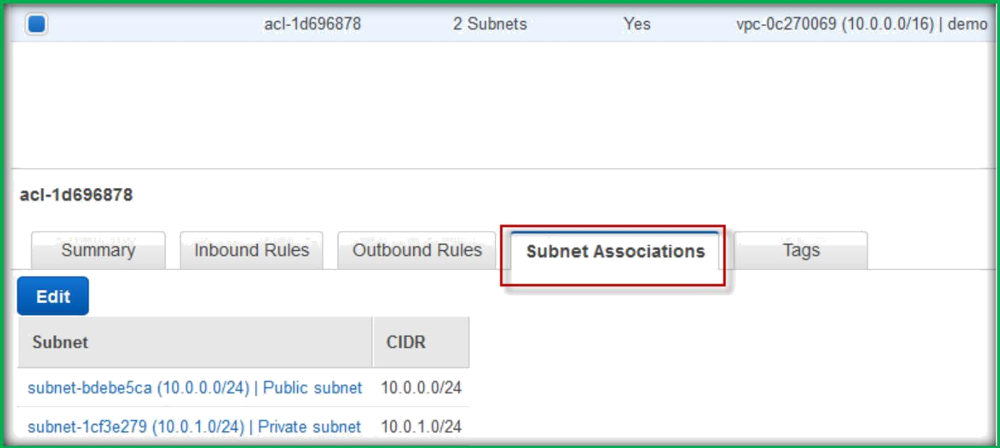 acl-1d696878 2 Subnets Yes vpc-0c270069 (10.0.0.0/16) | demo
acl-1d696878
Summary Inbound Rules Outbound Rules Subnet Associations Tags
Edit
Subnet CIDR
subnet-bdebe5ca (10.0.0.0/24) | Public subnet 10.0.0.0/24
subnet-1cf3e279 (10.0.1.0/24) | Private subnet 10.0.1.0/24